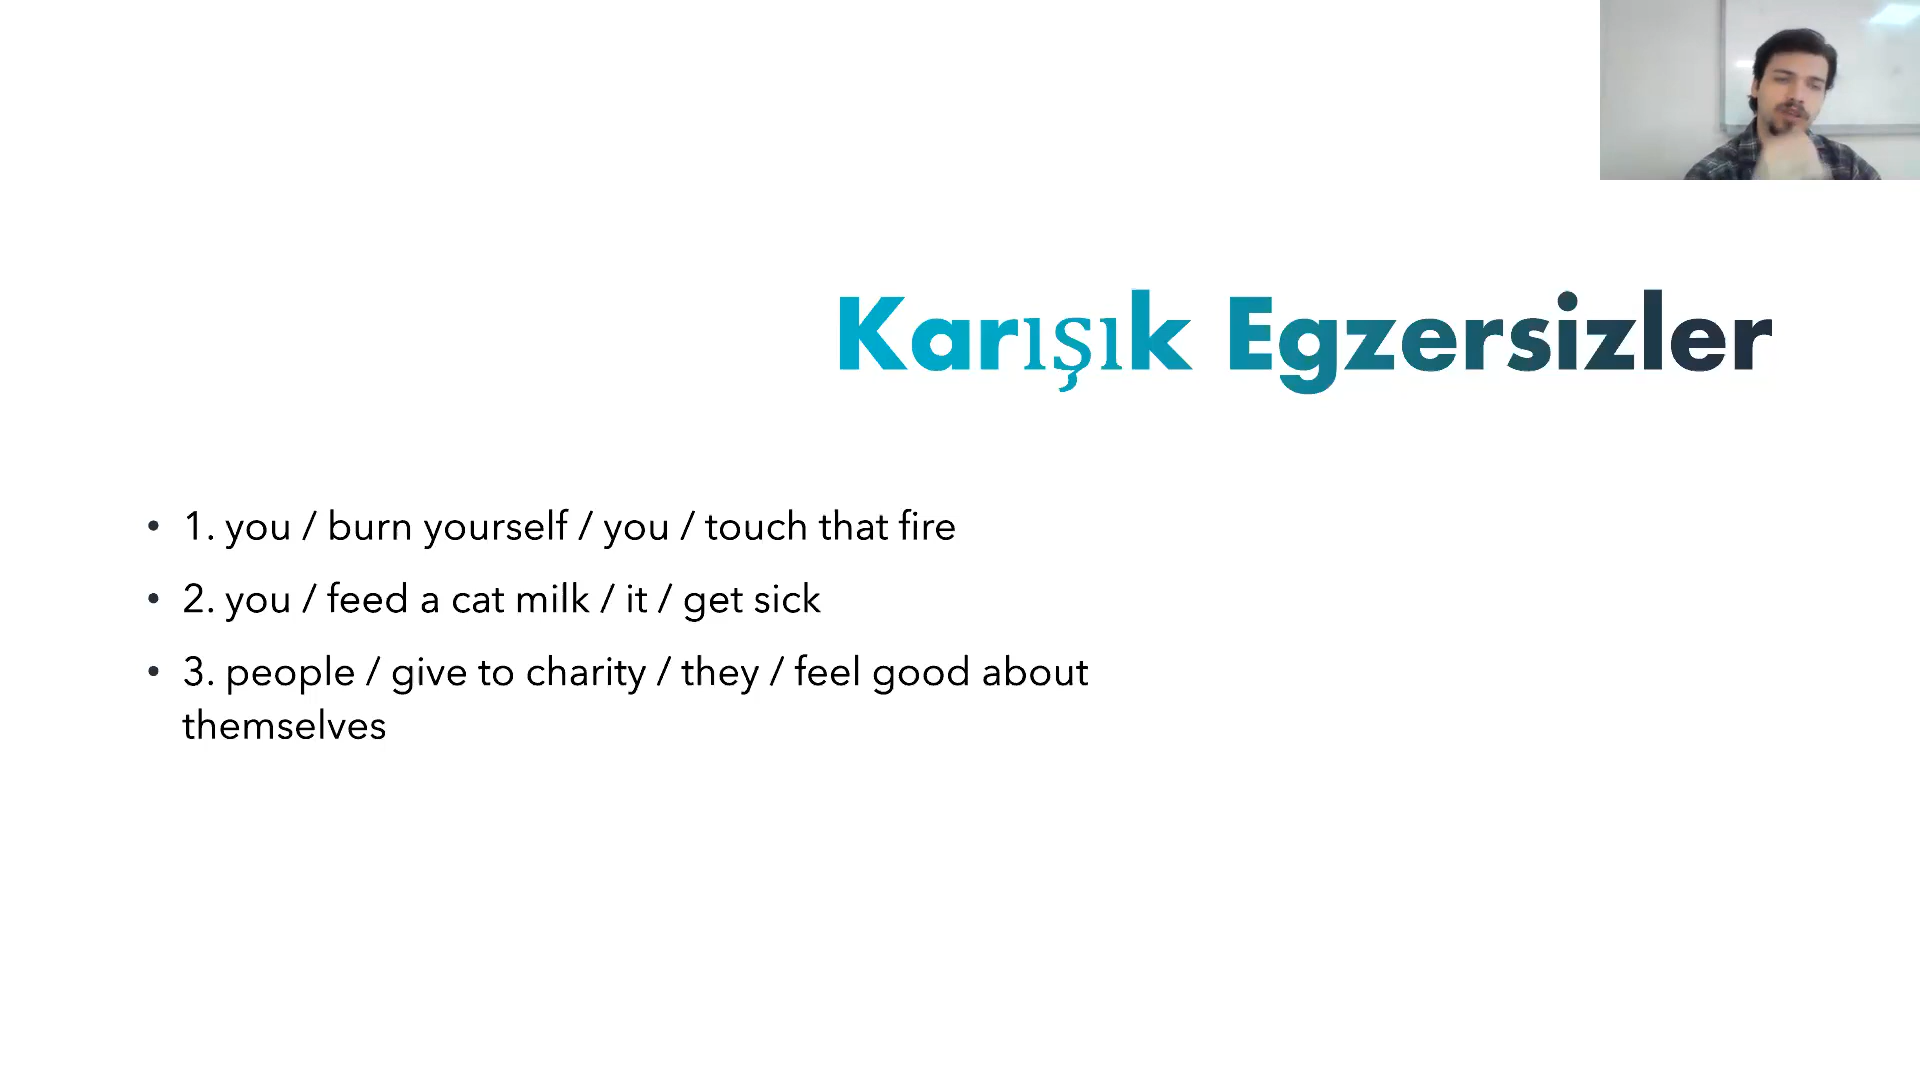 Karışık Egzersizler
• 1. you / burn yourself / you / touch that fire
• 2. you / feed a cat milk / it / get sick
• 3. people / give to charity / they / feel good about
themselves